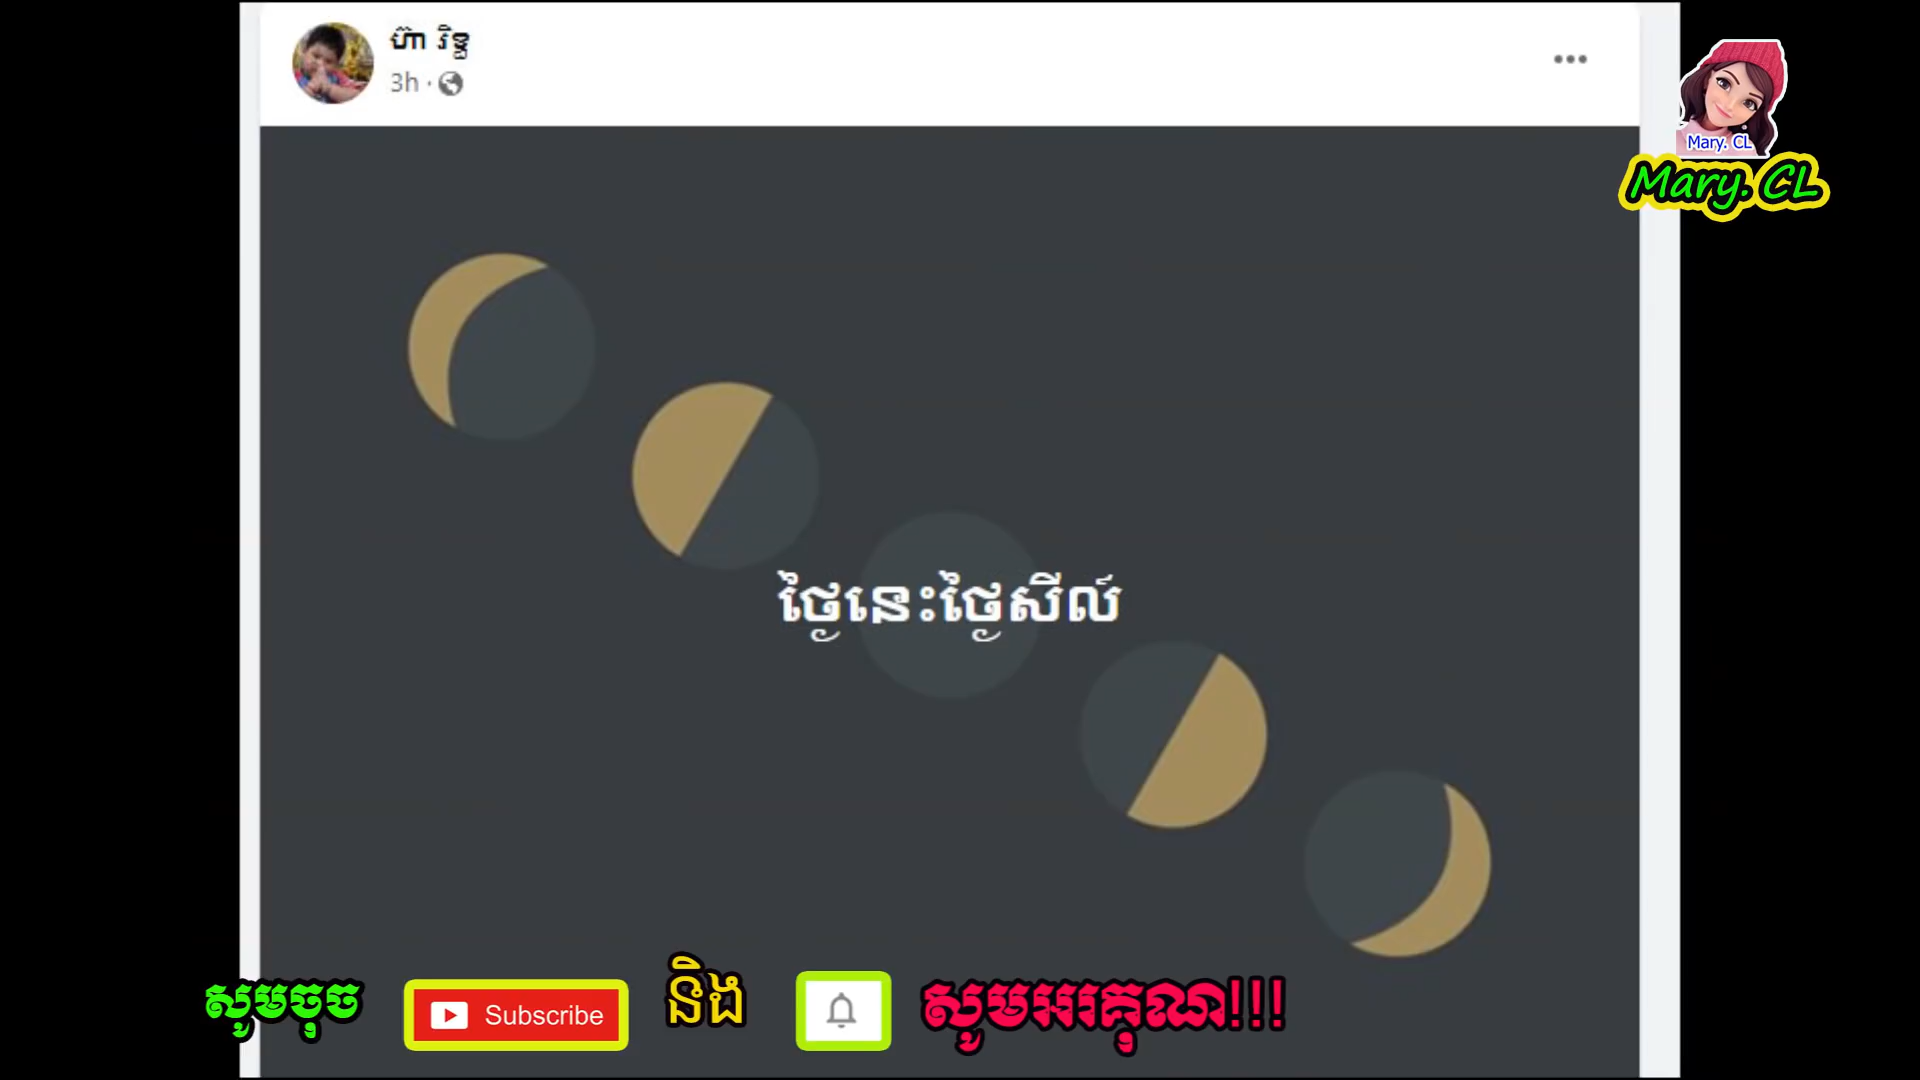 ហ៊ា រិទ្ធ
3h ·
Mary. CL
Mary. CL
ថ្ងៃនេះថ្ងៃសីល៍
សូមចុច Subscribe និង សូមអរគុណ!!!